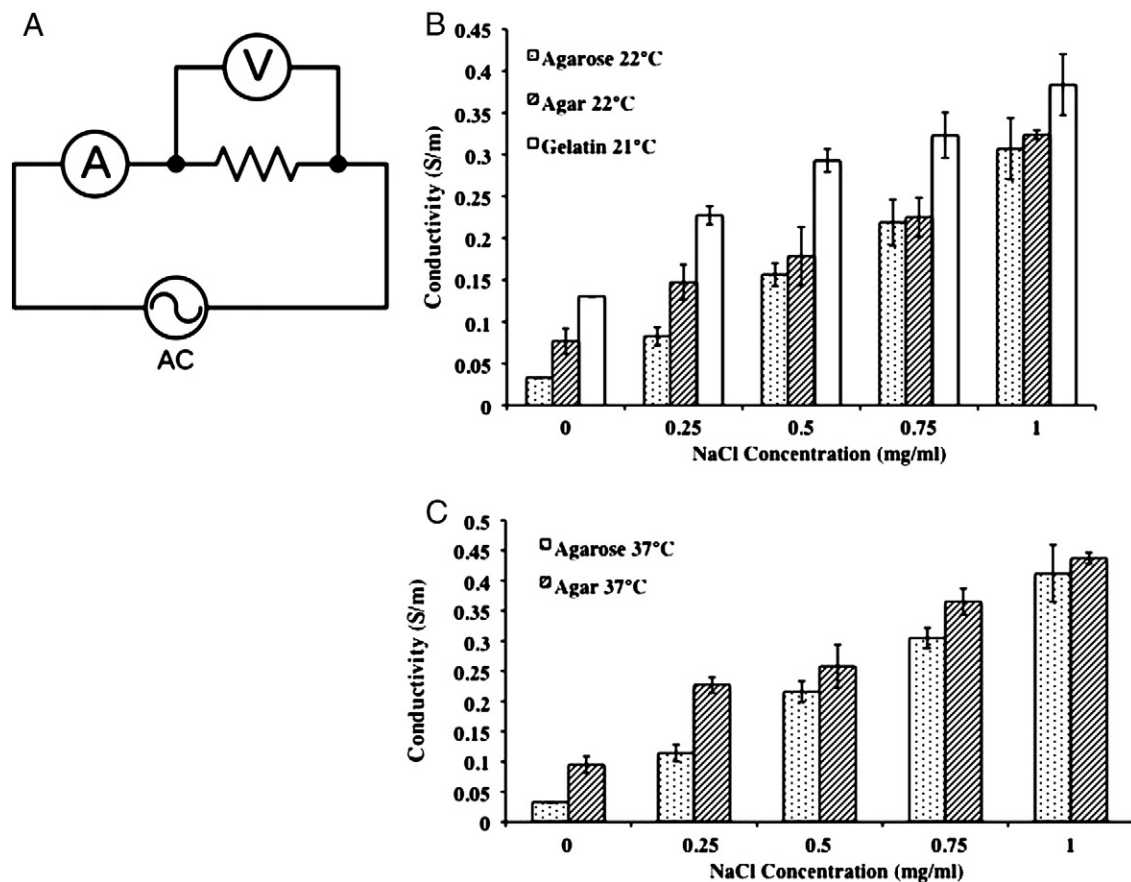 A
V
A
AC
B
Conductivity (S/m)
0.45
0.4
0.35
0.3
0.25
0.2
0.15
0.1
0.05
0
Agarose 22°C
Agar 22°C
Gelatin 21°C
0 0.25 0.5 0.75 1
NaCl Concentration (mg/ml)
C
Conductivity (S/m)
0.5
0.45
0.4
0.35
0.3
0.25
0.2
0.15
0.1
0.05
0
Agarose 37°C
Agar 37°C
0 0.25 0.5 0.75 1
NaCl Concentration (mg/ml)